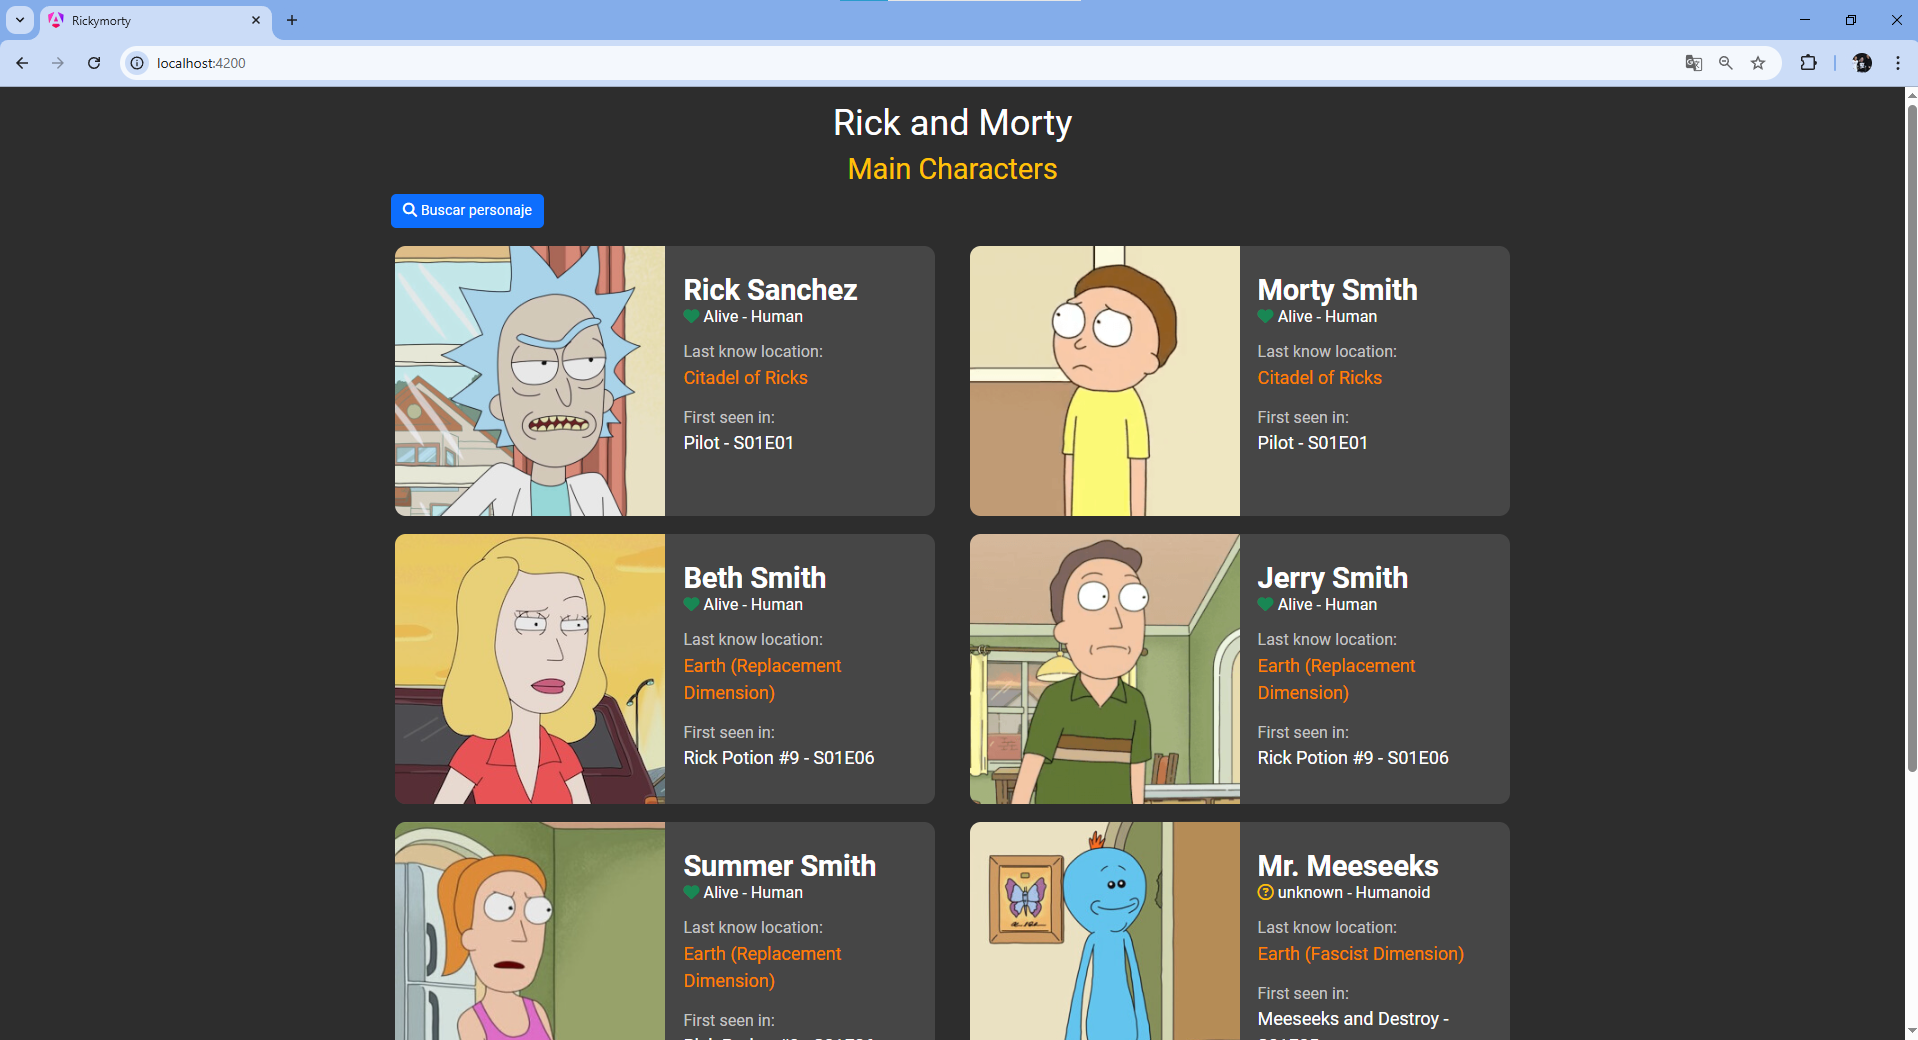 Rickymorty
localhost:4200
Rick and Morty
Main Characters
Buscar personaje
Rick Sanchez
Alive - Human
Last know location:
Citadel of Ricks
First seen in:
Pilot - S01E01
Morty Smith
Alive - Human
Last know location:
Citadel of Ricks
First seen in:
Pilot - S01E01
Beth Smith
Alive - Human
Last know location:
Earth (Replacement
Dimension)
First seen in:
Rick Potion #9 - S01E06
Jerry Smith
Alive - Human
Last know location:
Earth (Replacement
Dimension)
First seen in:
Rick Potion #9 - S01E06
Summer Smith
Alive - Human
Last know location:
Earth (Replacement
Dimension)
First seen in:
Mr. Meeseeks
unknown - Humanoid
Last know location:
Earth (Fascist Dimension)
First seen in:
Meeseeks and Destroy -